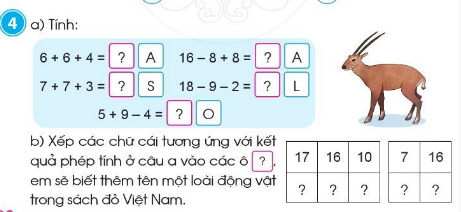 4 a) Tính:
6 + 6 + 4 = ? A 16 – 8 + 8 = ? A
7 + 7 + 3 = ? S 18 – 9 – 2 = ? L
5 + 9 – 4 = ? O
b) Xếp các chữ cái tương ứng với kết
quả phép tính ở câu a vào các ô ? ,
em sẽ biết thêm tên một loài động vật
trong sách đỏ Việt Nam.
17 16 10 7 16
? ? ? ? ?